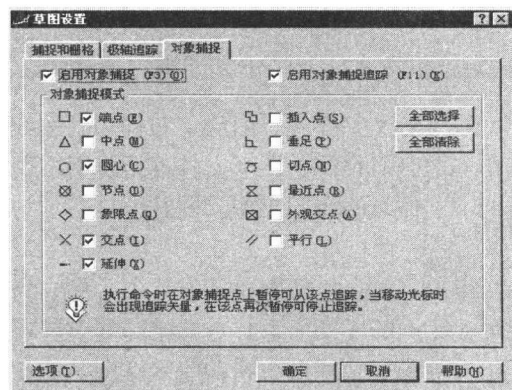 草图设置
捕捉和栅格 极轴追踪 对象捕捉
启用对象捕捉 (F3)(O) 启用对象捕捉追踪 (F11)(K)
对象捕捉模式
端点(E) 插入点(S) 全部选择
中点(M) 垂足(P) 全部清除
圆心(C) 切点(N)
节点(D) 最近点(R)
象限点(Q) 外观交点(A)
交点(I) 平行(L)
延伸(X)
执行命令时在对象捕捉点上暂停可从该点追踪，当移动光标时
会出现追踪矢量，在该点再次暂停可停止追踪。
选项(T)... 确定 取消 帮助(H)